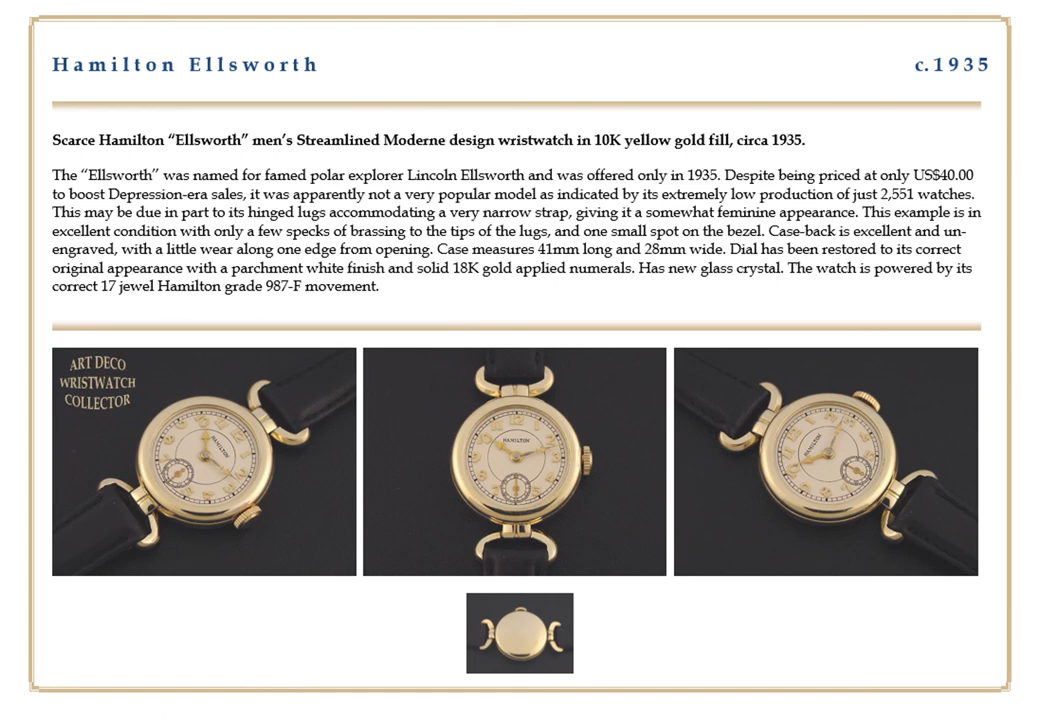 Hamilton Ellsworth
c.1935
Scarce Hamilton “Ellsworth” men’s Streamlined Moderne design wristwatch in 10K yellow gold fill, circa 1935.
The “Ellsworth” was named for famed polar explorer Lincoln Ellsworth and was offered only in 1935. Despite being priced at only US$40.00
to boost Depression-era sales, it was apparently not a very popular model as indicated by its extremely low production of just 2,551 watches.
This may be due in part to its hinged lugs accommodating a very narrow strap, giving it a somewhat feminine appearance. This example is in
excellent condition with only a few specks of brassing to the tips of the lugs, and one small spot on the bezel. Case-back is excellent and un-
engraved, with a little wear along one edge from opening. Case measures 41mm long and 28mm wide. Dial has been restored to its correct
original appearance with a parchment white finish and solid 18K gold applied numerals. Has new glass crystal. The watch is powered by its
correct 17 jewel Hamilton grade 987-F movement.
ART DECO
WRISTWATCH
COLLECTOR
HAMILTON
HAMILTON
HAMILTON